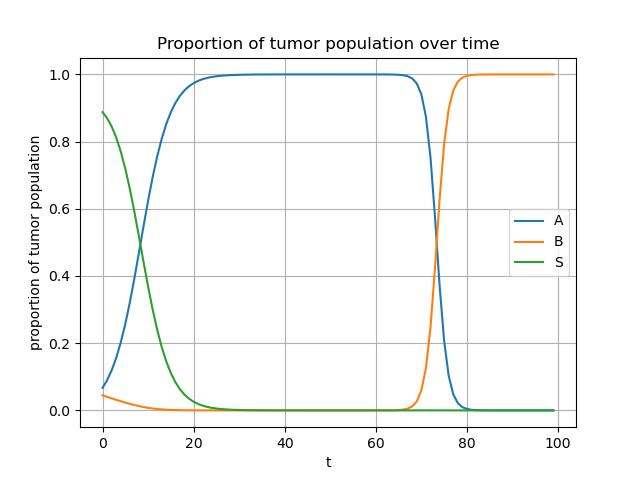 Proportion of tumor population over time
1.0
0.8
0.6
0.4
0.2
0.0
proportion of tumor population
A
B
S
0 20 40 60 80 100
t